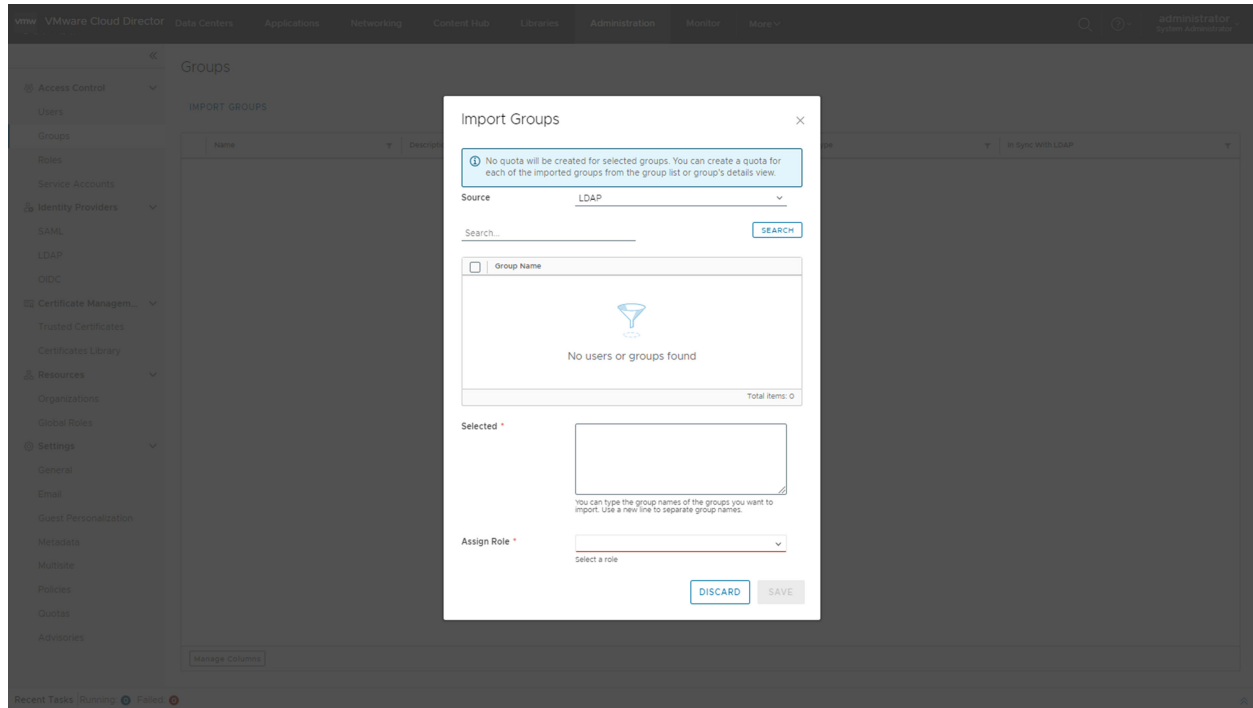 vmw VMware Cloud Director Data Centers Applications Networking Content Hub Libraries Administration Monitor More
administrator
System Administrator
Groups
Access Control
Users
IMPORT GROUPS
Groups
Name
In Sync With LDAP
Roles
Service Accounts
Identity Providers
SAML
LDAP
OIDC
Certificate Managem...
Trusted Certificates
Certificates Library
Resources
Organizations
Global Roles
Settings
General
Email
Guest Personalization
Metadata
Multisite
Policies
Quotas
Advisories
Manage Columns
Recent Tasks Running: 0 Failed: 0
Import Groups
No quota will be created for selected groups. You can create a quota for
each of the imported groups from the group list or group's details view.
Source LDAP
Search... SEARCH
Group Name
No users or groups found
Total items: 0
Selected *
You can type the group names of the groups you want to
import. Use a new line to separate group names.
Assign Role *
Select a role
DISCARD SAVE